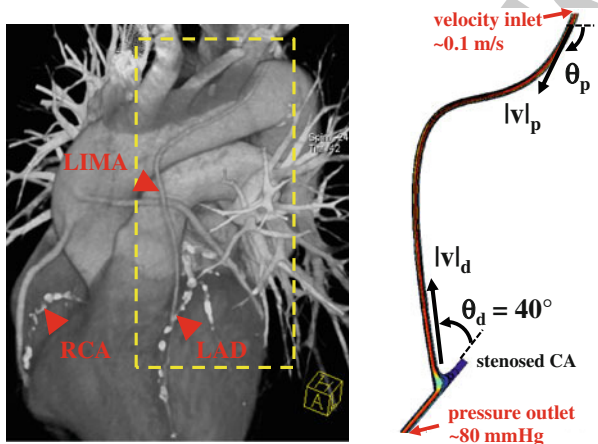 LIMA
RCA
LAD
A
velocity inlet
~0.1 m/s
θp
|v|p
|v|d
θd = 40°
stenosed CA
pressure outlet
~80 mmHg